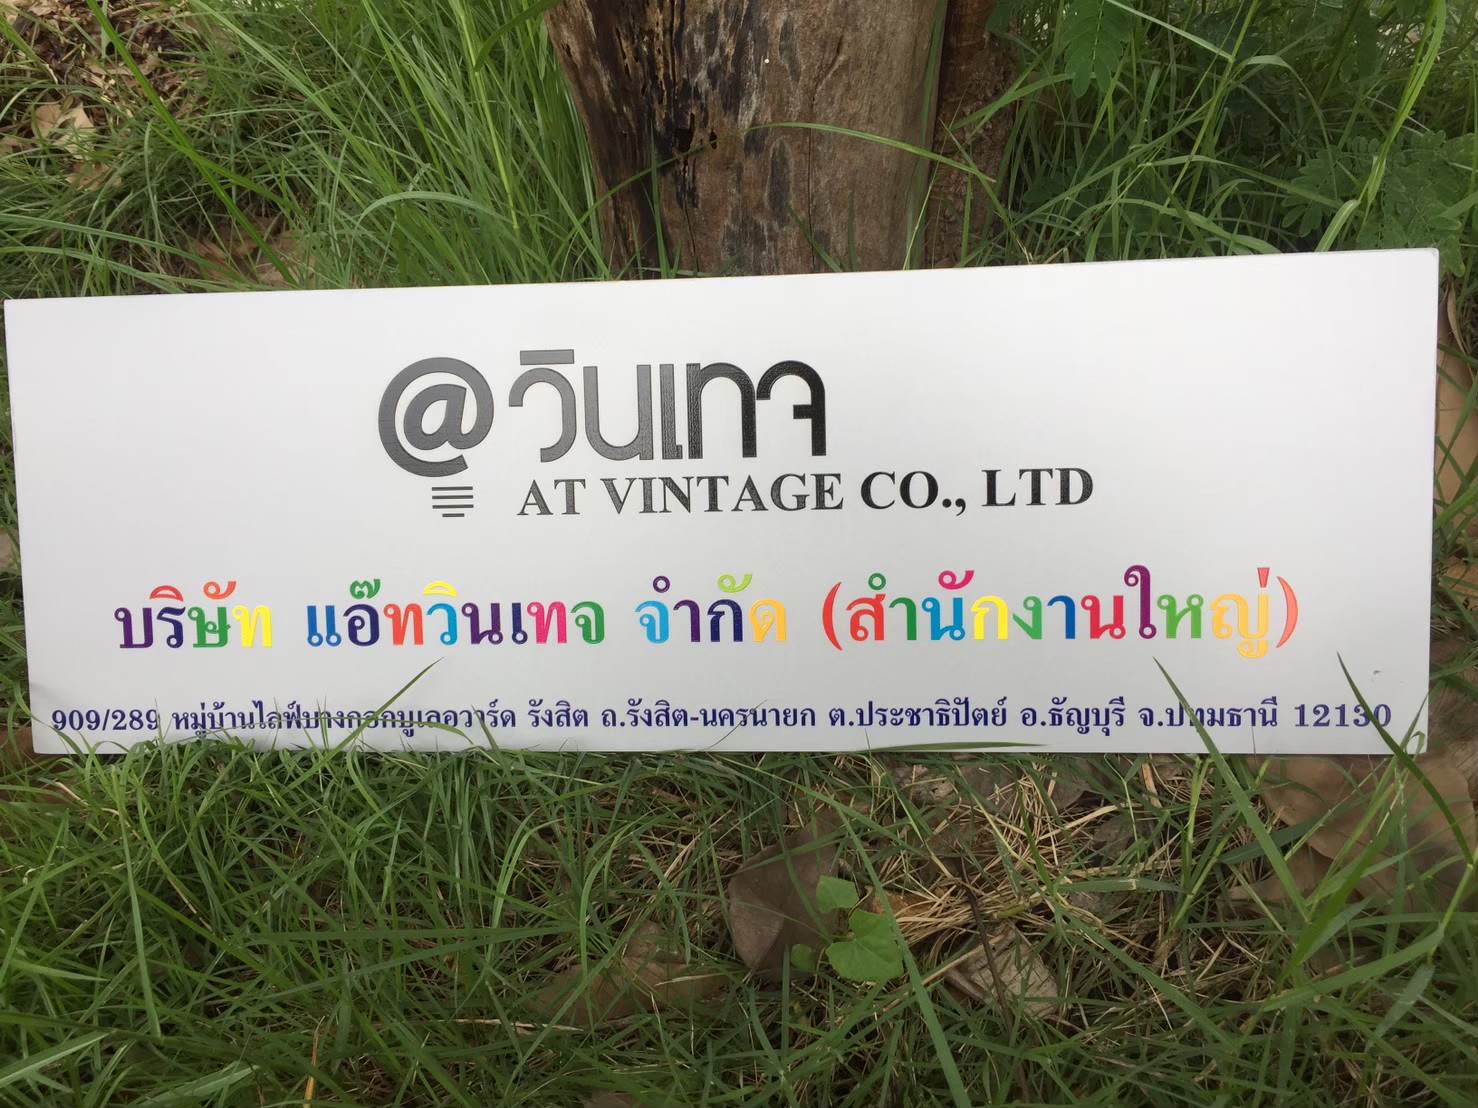 @วินเทจ
AT VINTAGE CO., LTD
บริษัท แอ๊ทวินเทจ จำกัด (สำนักงานใหญ่)
909/289 หมู่บ้านไลฟ์บางกอกบูเลอวาร์ด รังสิต ถ.รังสิต-นครนายก ต.ประชาธิปัตย์ อ.ธัญบุรี จ.ปทุมธานี 12130